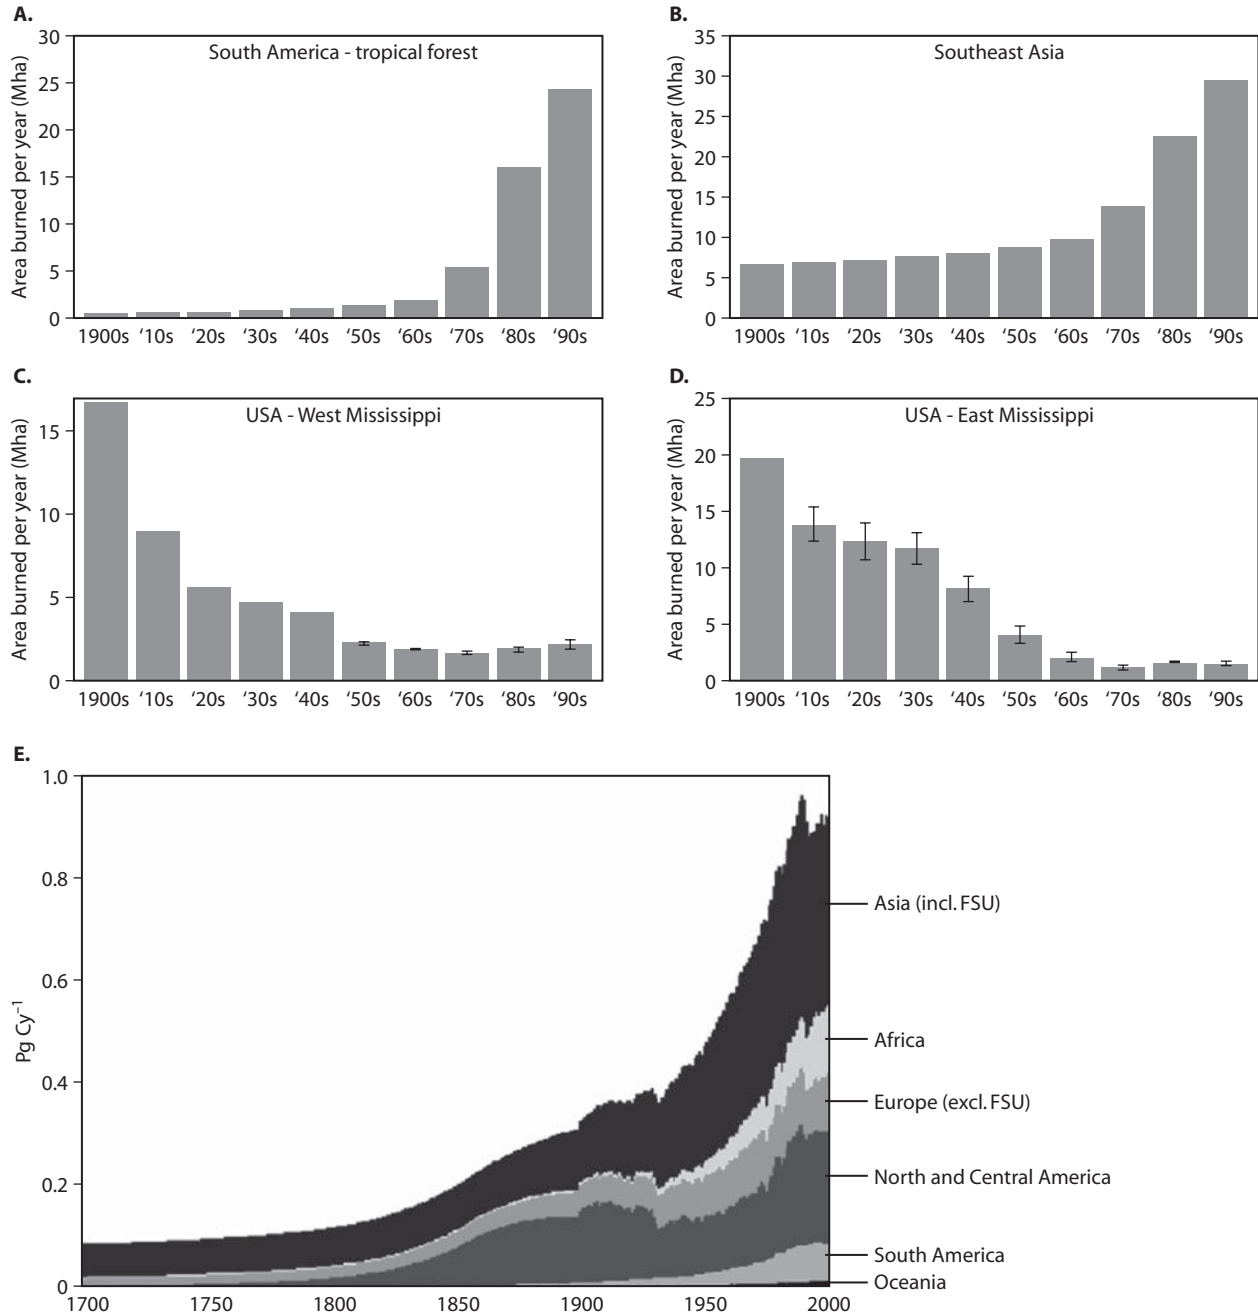 A.
South America - tropical forest
Area burned per year (Mha)
30
25
20
15
10
5
0
1900s ‘10s ‘20s ‘30s ‘40s ‘50s ‘60s ‘70s ‘80s ‘90s
B.
Southeast Asia
Area burned per year (Mha)
35
30
25
20
15
10
5
0
1900s ‘10s ‘20s ‘30s ‘40s ‘50s ‘60s ‘70s ‘80s ‘90s
C.
USA - West Mississippi
Area burned per year (Mha)
15
10
5
0
1900s ‘10s ‘20s ‘30s ‘40s ‘50s ‘60s ‘70s ‘80s ‘90s
D.
USA - East Mississippi
Area burned per year (Mha)
25
20
15
10
5
0
1900s ‘10s ‘20s ‘30s ‘40s ‘50s ‘60s ‘70s ‘80s ‘90s
E.
Pg Cy⁻¹
1.0
0.8
0.6
0.4
0.2
0
1700 1750 1800 1850 1900 1950 2000
Asia (incl. FSU)
Africa
Europe (excl. FSU)
North and Central America
South America
Oceania